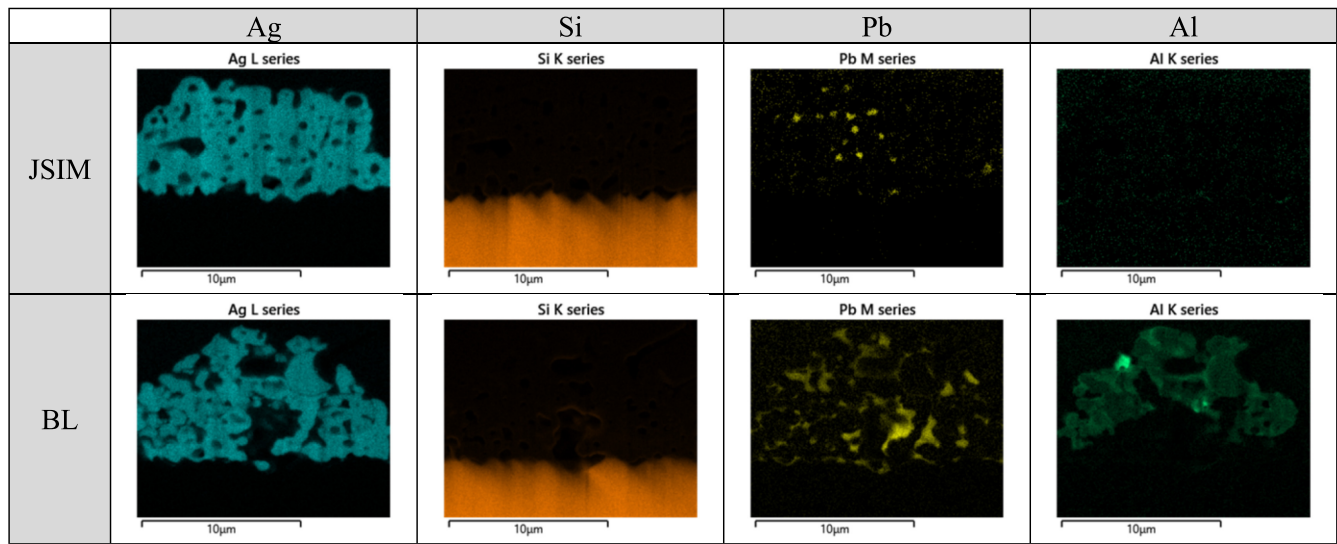 Ag Si Pb Al
JSIM
Ag L series Si K series Pb M series Al K series
10μm 10μm 10μm 10μm
BL
Ag L series Si K series Pb M series Al K series
10μm 10μm 10μm 10μm